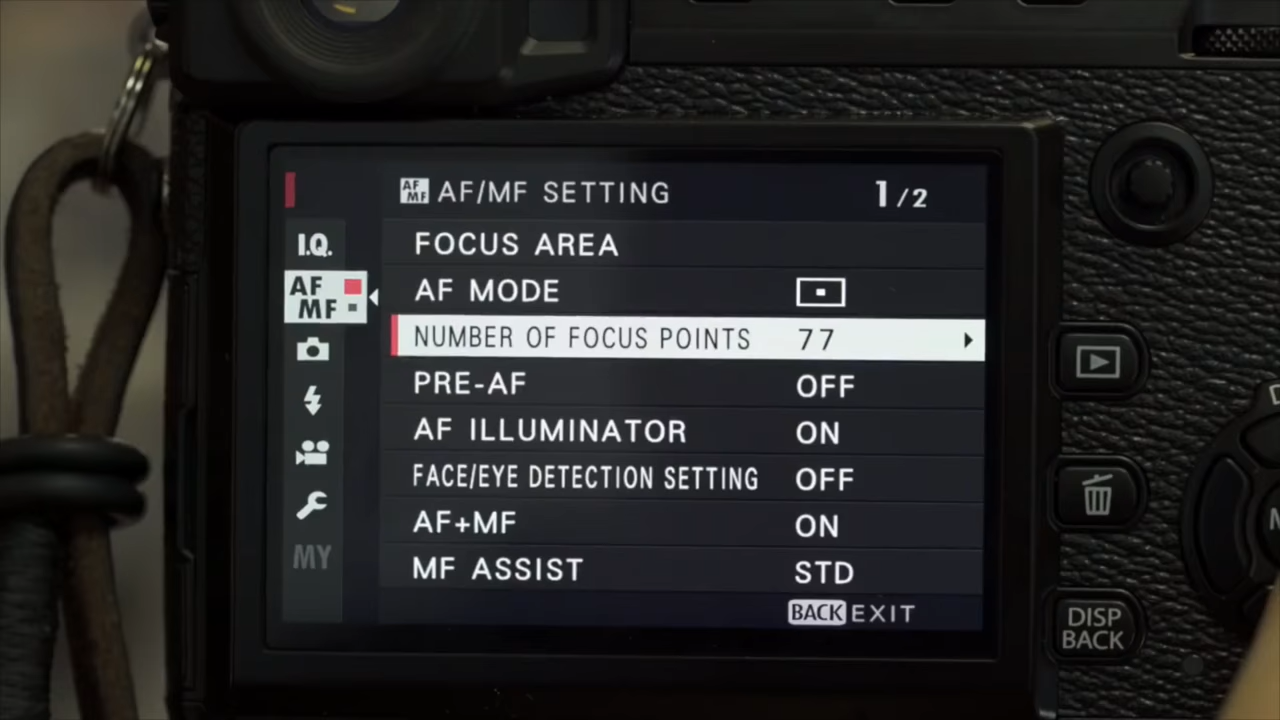 AF MF AF/MF SETTING 1/2
I.Q. FOCUS AREA
AF MF AF MODE
NUMBER OF FOCUS POINTS 77
PRE-AF OFF
AF ILLUMINATOR ON
FACE/EYE DETECTION SETTING OFF
AF+MF ON
MY MF ASSIST STD
BACK EXIT
DISP
BACK